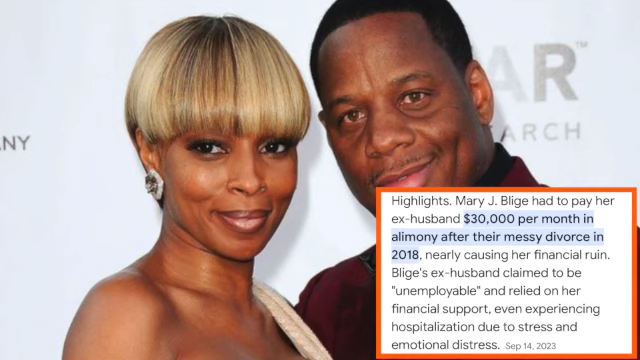 ANY
AR™
ARCH
Highlights. Mary J. Blige had to pay her
ex-husband $30,000 per month in
alimony after their messy divorce in
2018, nearly causing her financial ruin.
Blige's ex-husband claimed to be
"unemployable" and relied on her
financial support, even experiencing
hospitalization due to stress and
emotional distress. Sep 14, 2023